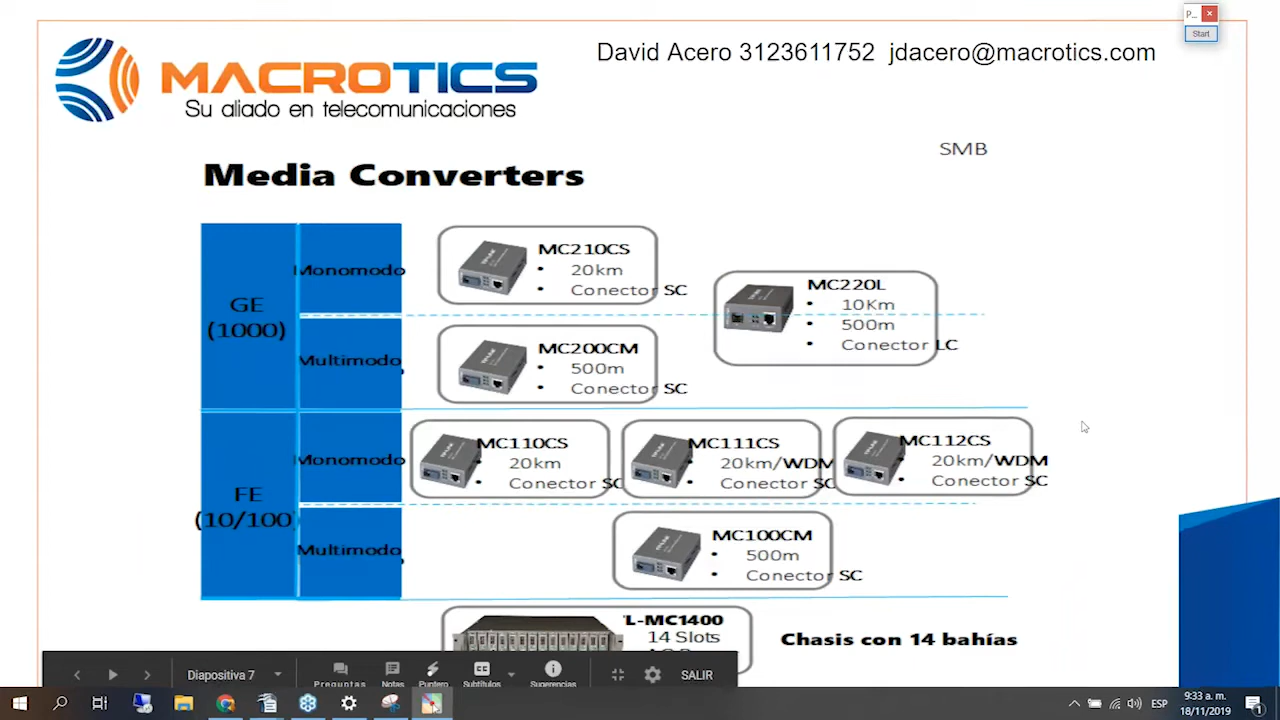 P...
Start
David Acero 3123611752 jdacero@macrotics.com
MACROTICS
Su aliado en telecomunicaciones
SMB
Media Converters
GE
(1000)
Monomodo
MC210CS
• 20km
• Conector SC
MC220L
• 10Km
• 500m
• Conector LC
Multimodo
MC200CM
• 500m
• Conector SC
FE
(10/100)
Monomodo
MC110CS
• 20km
• Conector SC
MC111CS
• 20km/WDM
• Conector SC
MC112CS
• 20km/WDM
• Conector SC
Multimodo
MC100CM
• 500m
• Conector SC
L-MC1400
14 Slots
Chasis con 14 bahías
Diapositiva 7
Preguntas
Notas
Puntero
Subtítulos
Sugerencias
SALIR
ESP
9:33 a. m.
18/11/2019
1